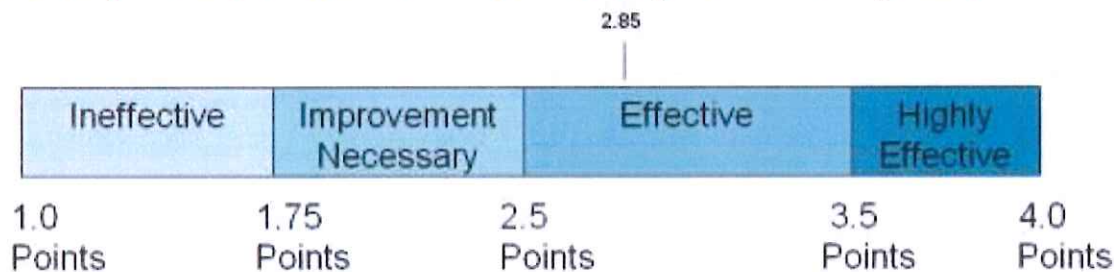 2.85
Ineffective
Improvement
Necessary
Effective
Highly
Effective
1.0
Points
1.75
Points
2.5
Points
3.5
Points
4.0
Points